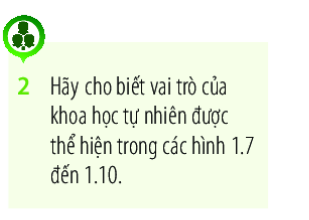 2 Hãy cho biết vai trò của
khoa học tự nhiên được
thể hiện trong các hình 1.7
đến 1.10.